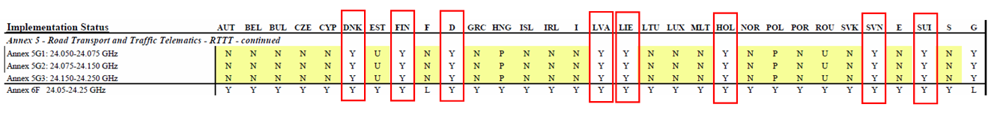 Implementation Status AUT BEL BUL CZE CYP DNK EST FIN F D GRC HNG ISL IRL I LVA LIE LTU LUX MLT HOL NOR POL POR ROU SVK SVN E SUI S G
Annex 5 - Road Transport and Traffic Telematics - RTTT - continued
Annex 5G1: 24.050-24.075 GHz N N N N N Y U Y N Y N P N N N Y Y N N N Y N P N U N Y N Y N Y
Annex 5G2: 24.075-24.150 GHz N N N N N Y U Y N Y N P N N N Y Y N N N Y N P N U N Y N Y N Y
Annex 5G3: 24.150-24.250 GHz N N N N N Y U Y N Y N P N N N Y Y N N N Y N P N U N Y N Y N Y
Annex 6F 24.05-24.25 GHz Y Y Y Y Y Y Y Y L Y Y Y Y Y Y Y Y Y Y Y Y Y Y Y Y Y Y Y Y Y L